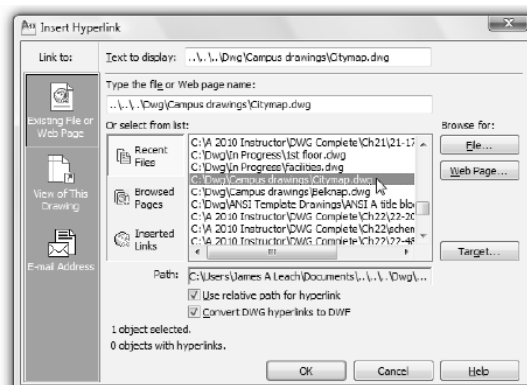 Insert Hyperlink
Link to:
Text to display:
..\..\..\Dwg\Campus drawings\Citymap.dwg
Type the file or Web page name:
..\..\..\Dwg\Campus drawings\Citymap.dwg
Existing File or
Web Page
Or select from list:
Browse for:
Recent
Files
C:\A 2010 Instructor\DWG Complete\Ch21\21-17
C:\Dwg\In Progress\1st floor.dwg
C:\Dwg\In Progress\facilities.dwg
C:\Dwg\Campus drawings\Citymap.dwg
C:\Dwg\Campus drawings\Beknap.dwg
C:\Dwg\ANSI Template Drawings\ANSI A title blo
C:\A 2010 Instructor\DWG Complete\Ch22\22-20
C:\A 2010 Instructor\DWG Complete\Ch22\schem
C:\A 2010 Instructor\DWG Complete\Ch22\22-48
File...
Web Page...
View of This
Drawing
Browsed
Pages
Inserted
Links
Target...
E-mail Address
Path:
C:\Users\James A Leach\Documents\..\..\..\Dwg\...
Use relative path for hyperlink
Convert DWG hyperlinks to DWF
1 object selected.
0 objects with hyperlinks.
OK
Cancel
Help